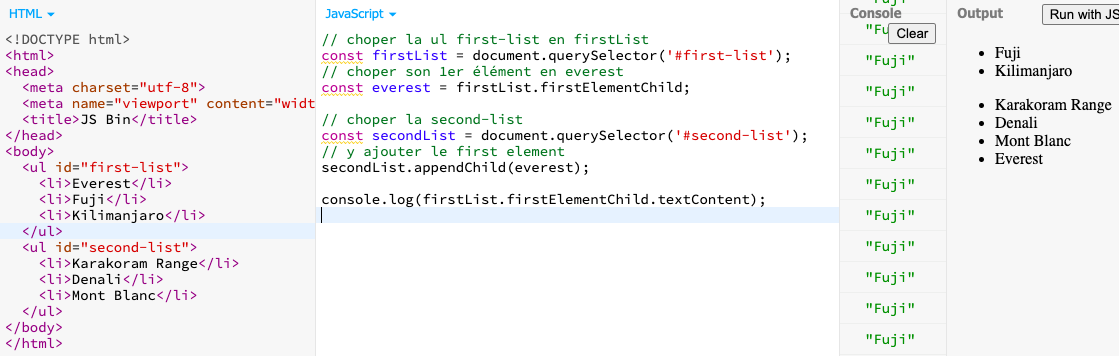 HTML
<!DOCTYPE html>
<html>
<head>
<meta charset="utf-8">
<meta name="viewport" content="widt
<title>JS Bin</title>
</head>
<body>
<ul id="first-list">
<li>Everest</li>
<li>Fuji</li>
<li>Kilimanjaro</li>
</ul>
<ul id="second-list">
<li>Karakoram Range</li>
<li>Denali</li>
<li>Mont Blanc</li>
</ul>
</body>
</html>
JavaScript
// choper la ul first-list en firstList
const firstList = document.querySelector('#first-list');
// choper son 1er élément en everest
const everest = firstList.firstElementChild;
// choper la second-list
const secondList = document.querySelector('#second-list');
// y ajouter le first element
secondList.appendChild(everest);
console.log(firstList.firstElementChild.textContent);
Console
Clear
"Fuji"
"Fuji"
"Fuji"
"Fuji"
"Fuji"
"Fuji"
"Fuji"
"Fuji"
"Fuji"
"Fuji"
Output
Run with JS
Fuji
Kilimanjaro
Karakoram Range
Denali
Mont Blanc
Everest